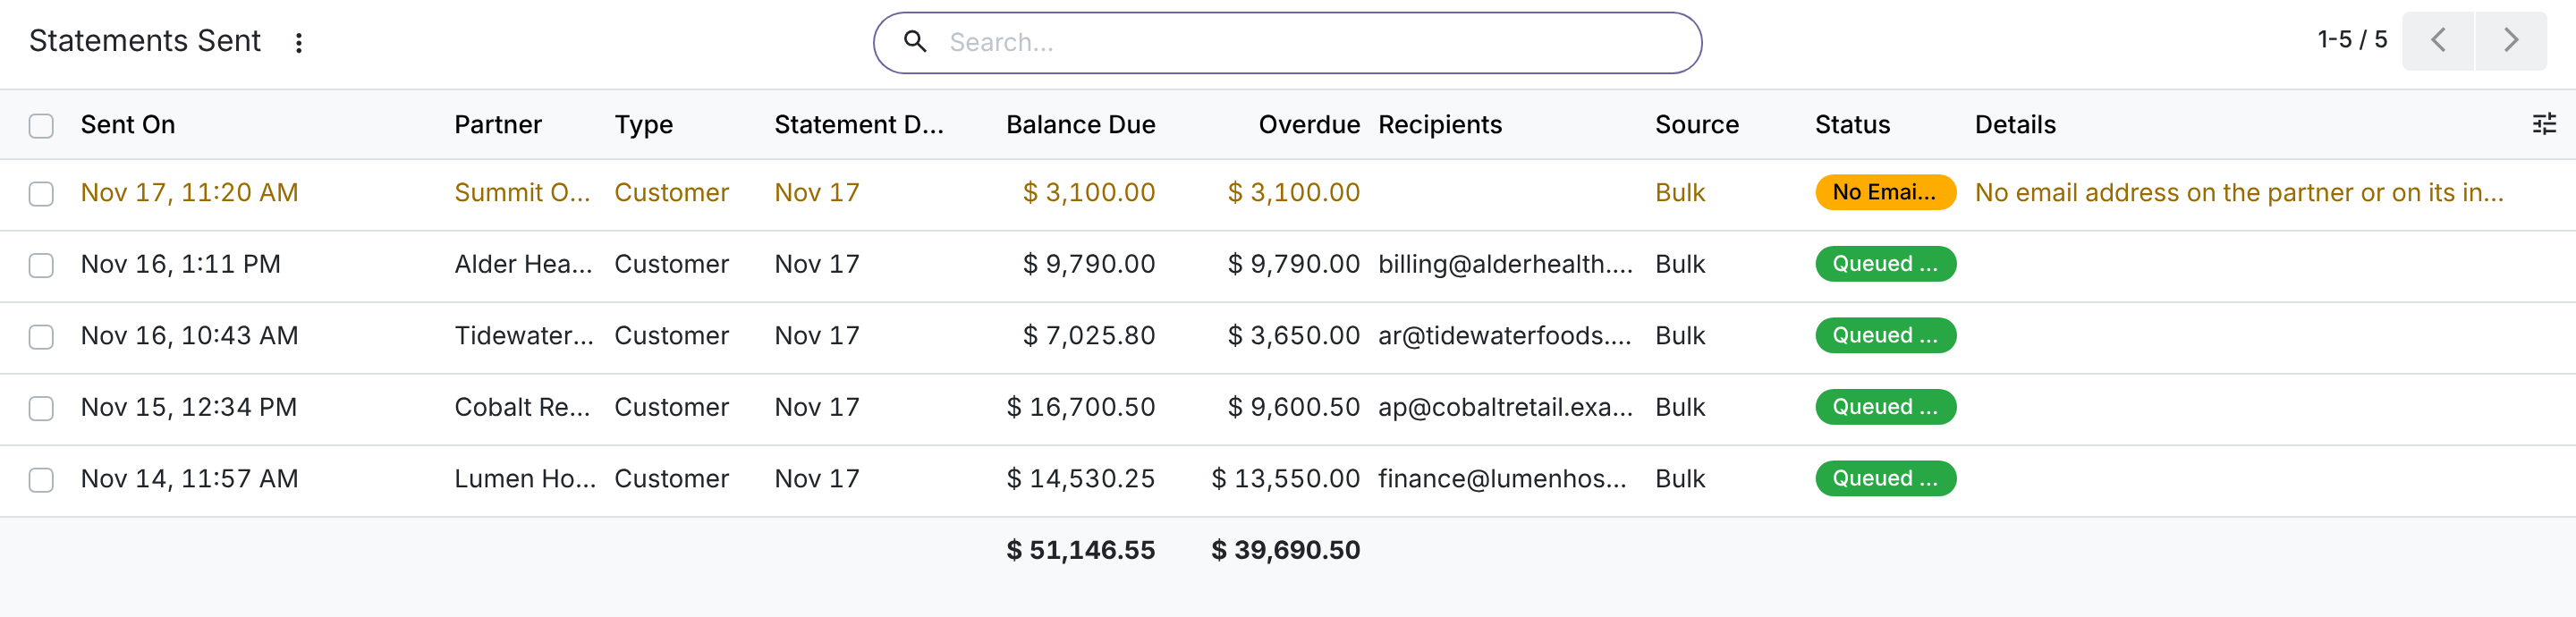 Statements Sent
Search...
1-5 / 5
Sent On Partner Type Statement D... Balance Due Overdue Recipients Source Status Details
Nov 17, 11:20 AM Summit O... Customer Nov 17 $ 3,100.00 $ 3,100.00 Bulk No Emai... No email address on the partner or on its in...
Nov 16, 1:11 PM Alder Hea... Customer Nov 17 $ 9,790.00 $ 9,790.00 billing@alderhealth.... Bulk Queued ...
Nov 16, 10:43 AM Tidewater... Customer Nov 17 $ 7,025.80 $ 3,650.00 ar@tidewaterfoods.... Bulk Queued ...
Nov 15, 12:34 PM Cobalt Re... Customer Nov 17 $ 16,700.50 $ 9,600.50 ap@cobaltretail.exa... Bulk Queued ...
Nov 14, 11:57 AM Lumen Ho... Customer Nov 17 $ 14,530.25 $ 13,550.00 finance@lumenhos... Bulk Queued ...
$ 51,146.55 $ 39,690.50